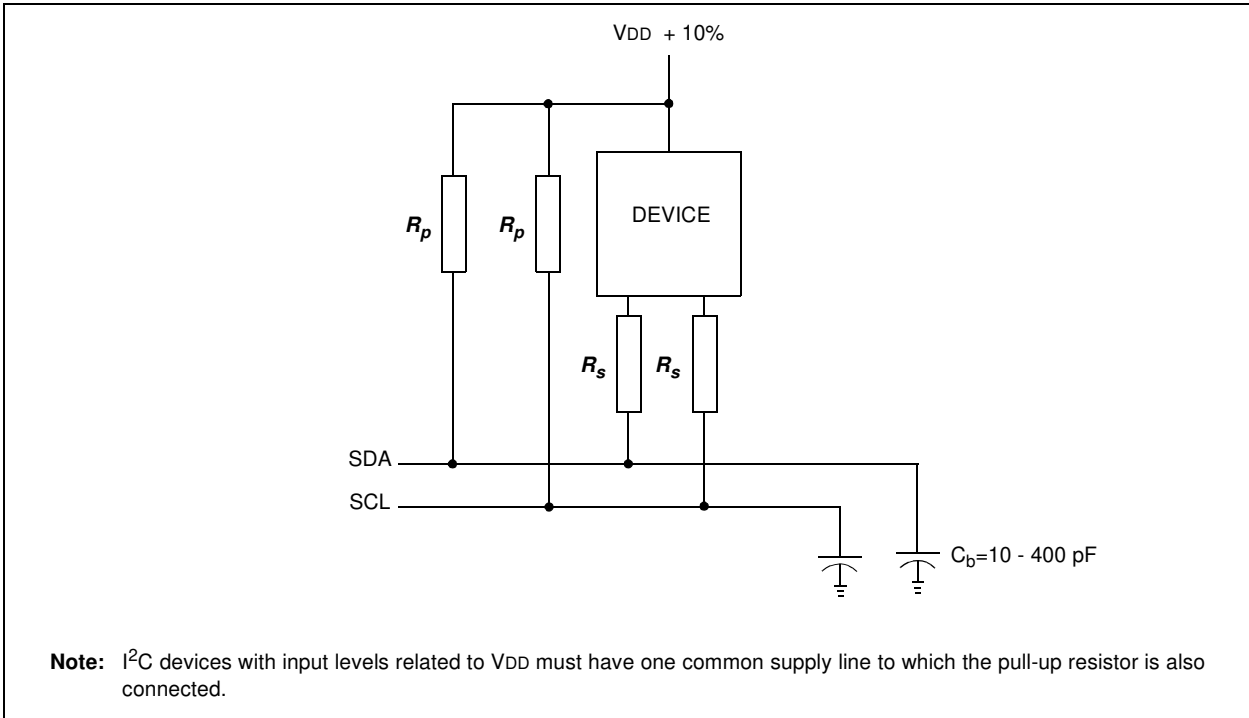 VDD + 10%
DEVICE
Rp
Rp
Rs
Rs
SDA
SCL
Cb=10 - 400 pF
Note: I2C devices with input levels related to VDD must have one common supply line to which the pull-up resistor is also
connected.